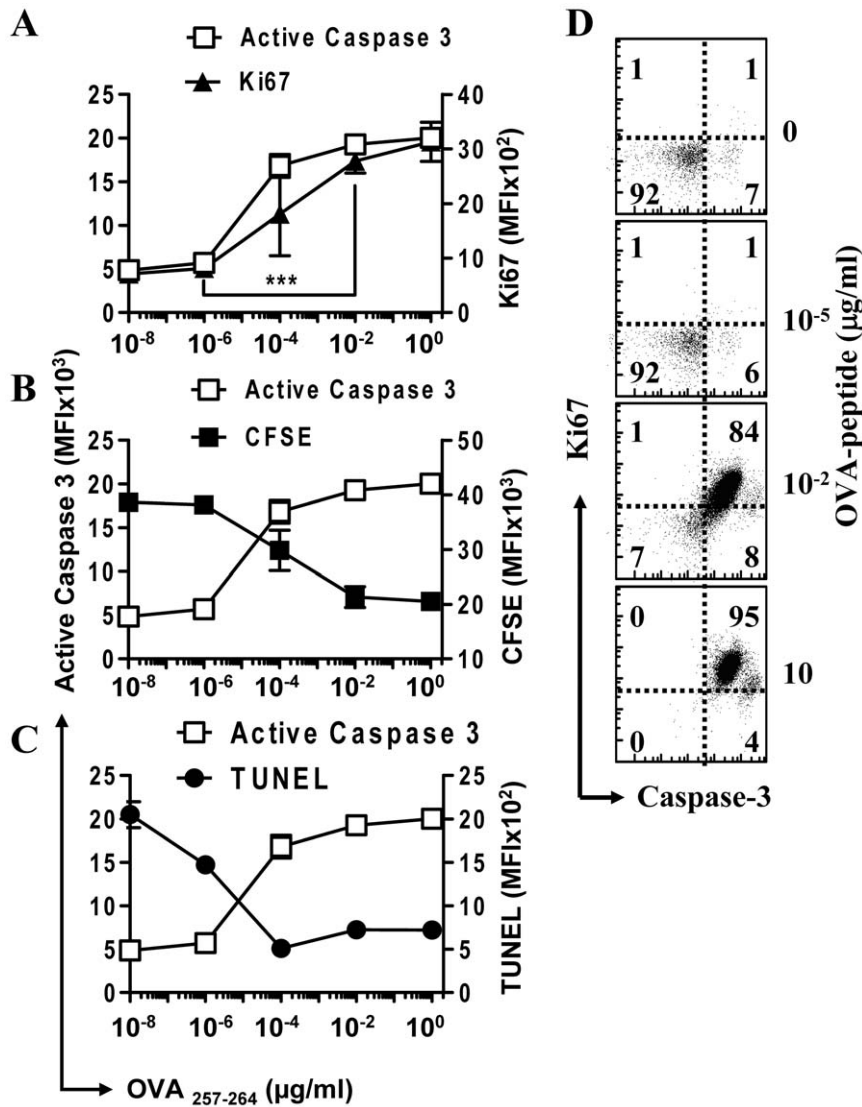 A
Active Caspase 3
Ki67
25
20
15
10
5
0
40
30
20
10
0
***
10-8 10-6 10-4 10-2 100
Ki67 (MFIx102)
B
Active Caspase 3
CFSE
25
20
15
10
5
0
50
40
30
20
10
10-8 10-6 10-4 10-2 100
Active Caspase 3 (MFIx103)
CFSE (MFIx103)
C
Active Caspase 3
TUNEL
25
20
15
10
5
0
25
20
15
10
5
0
10-8 10-6 10-4 10-2 100
TUNEL (MFIx102)
OVA 257-264 (µg/ml)
D
1 1
92 7
0
1 1
92 6
10-5
1 84
7 8
10-2
0 95
0 4
10
Ki67
OVA-peptide (µg/ml)
Caspase-3